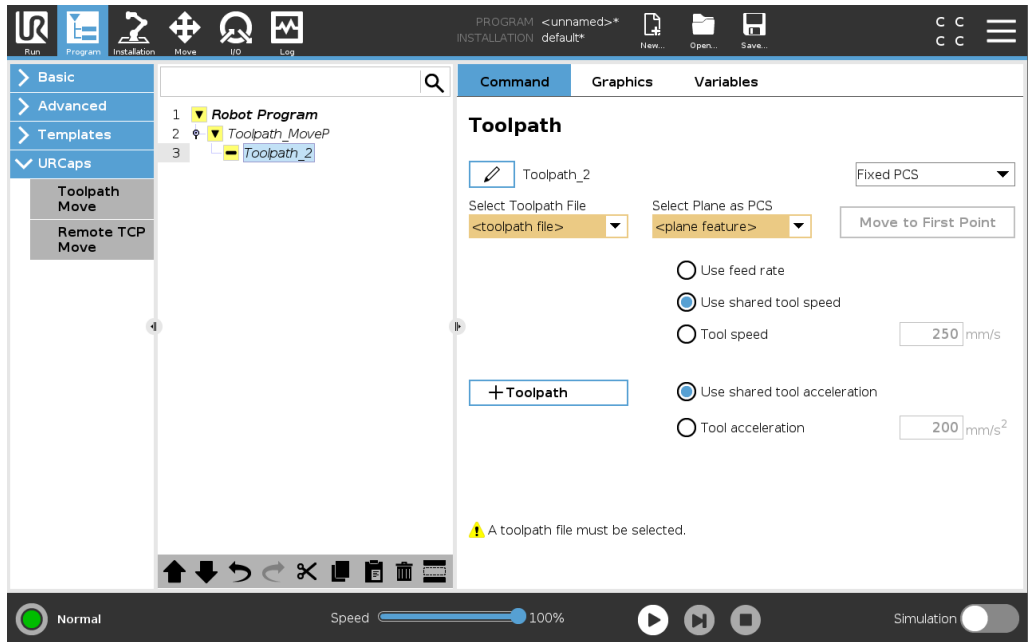 UR
Run
Program
Installation
Move
I/O
Log
PROGRAM <unnamed>*
INSTALLATION default*
New...
Open...
Save...
C C
C C
Basic
Advanced
Templates
URCaps
Toolpath
Move
Remote TCP
Move
1 Robot Program
2 Toolpath_MoveP
3 Toolpath_2
Command Graphics Variables
Toolpath
Toolpath_2
Fixed PCS
Select Toolpath File
<toolpath file>
Select Plane as PCS
<plane feature>
Move to First Point
Use feed rate
Use shared tool speed
Tool speed 250 mm/s
+Toolpath
Use shared tool acceleration
Tool acceleration 200 mm/s²
A toolpath file must be selected.
Normal
Speed 100%
Simulation